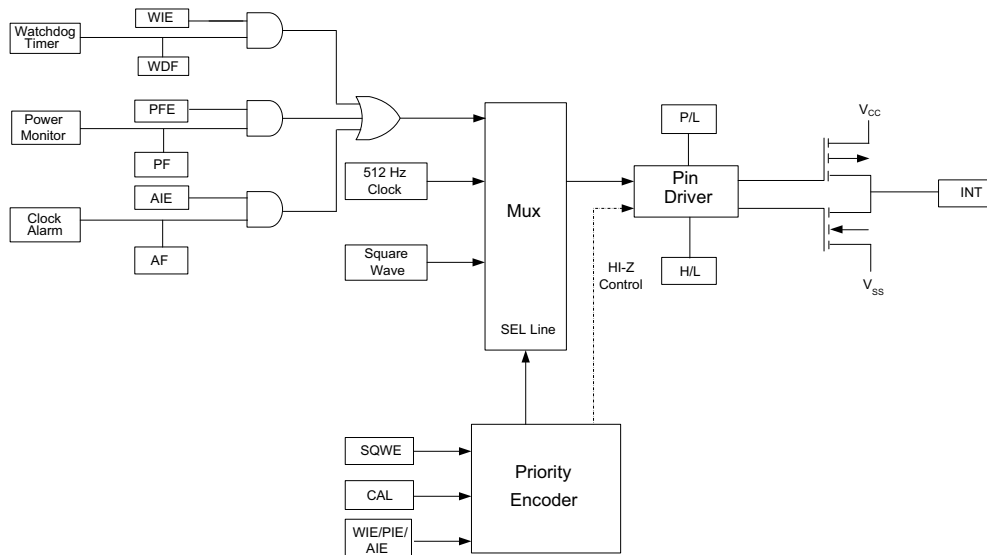 WIE
Watchdog
Timer
WDF
PFE
Power
Monitor
PF
AIE
Clock
Alarm
AF
512 Hz
Clock
Square
Wave
Mux
SEL Line
P/L
Pin
Driver
H/L
HI-Z
Control
VCC
INT
VSS
SQWE
CAL
WIE/PIE/
AIE
Priority
Encoder